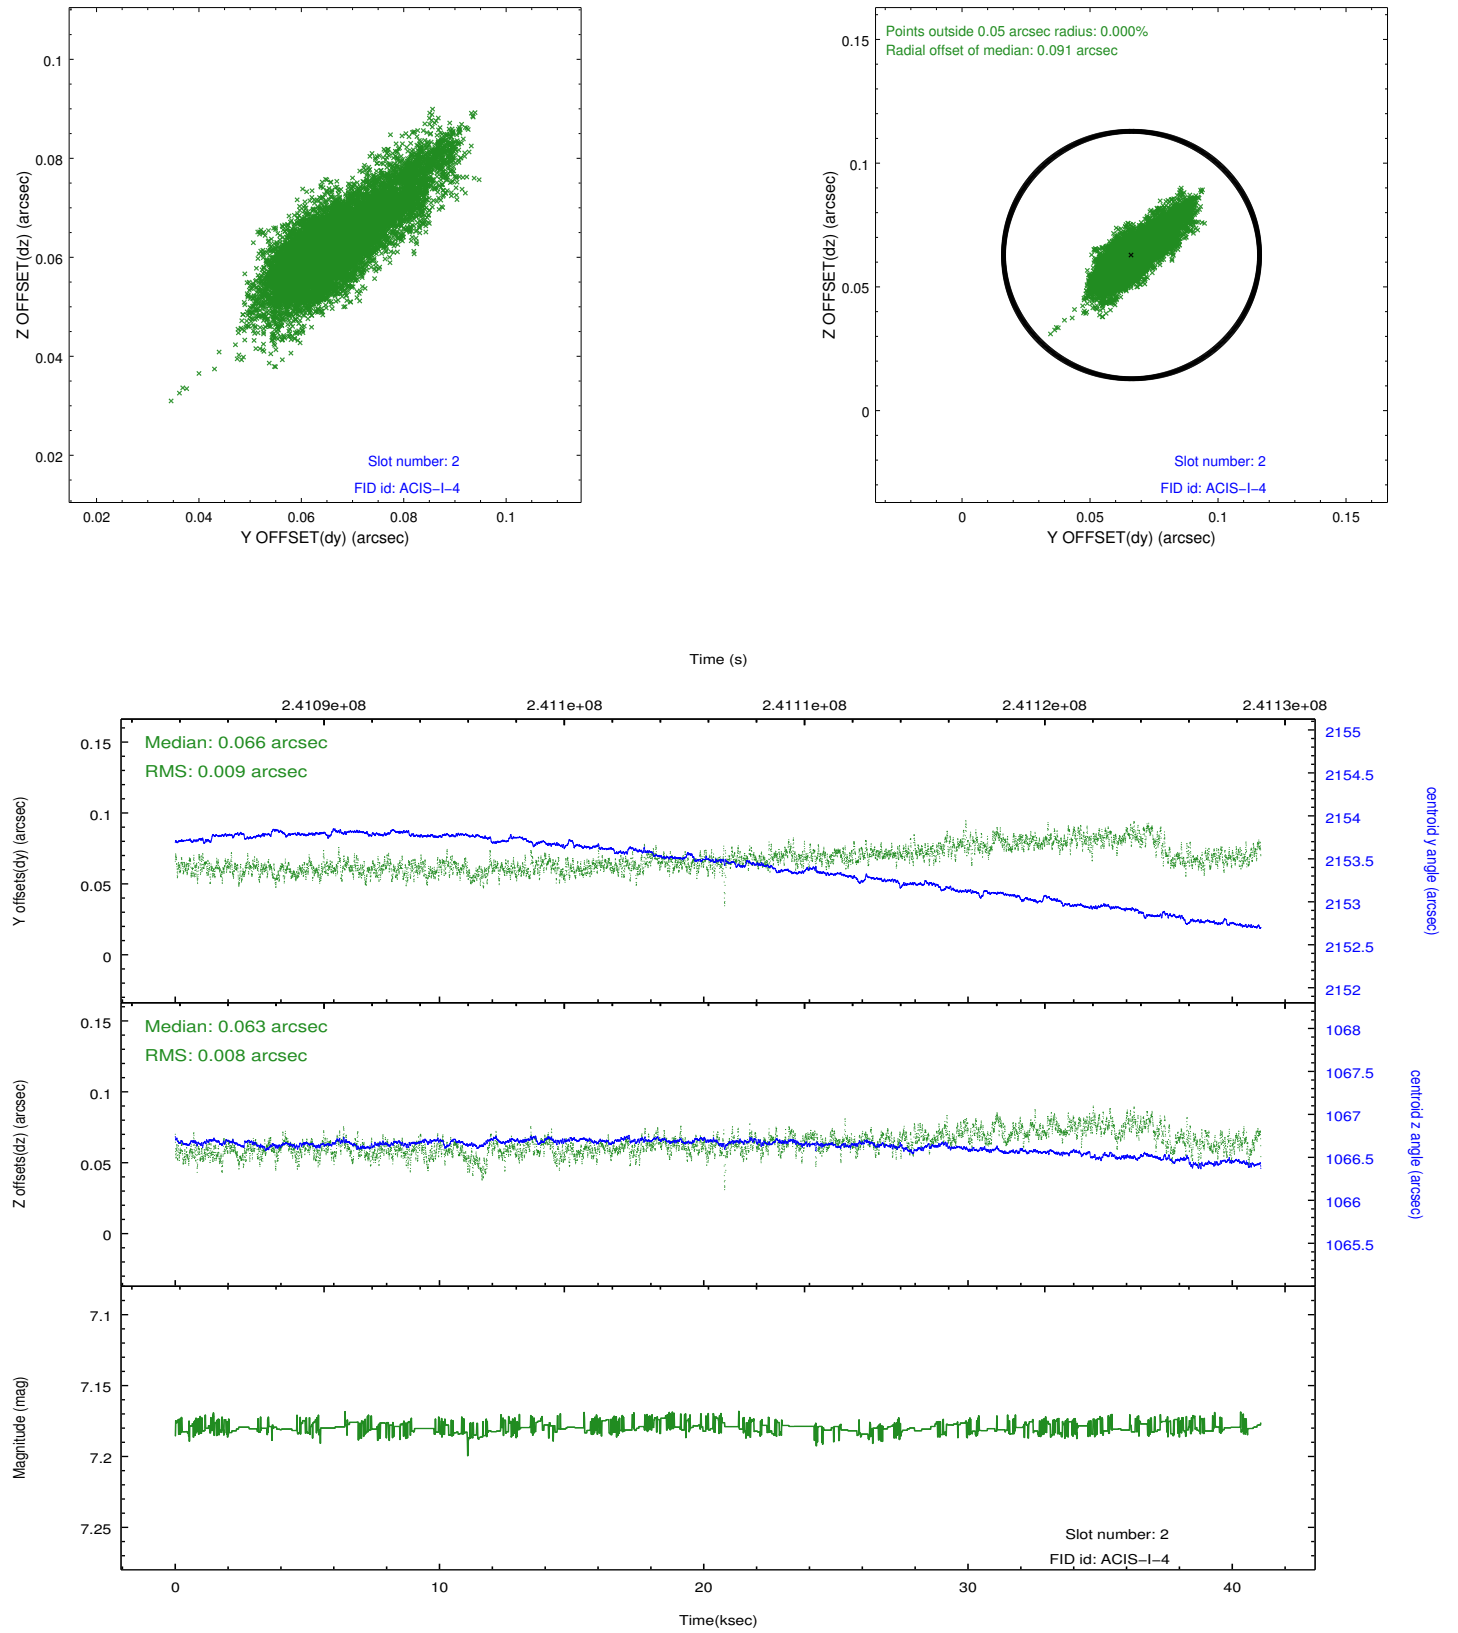 0.1
0.08
0.06
0.04
0.02
Z OFFSET(dz) (arcsec)
Slot number: 2
FID id: ACIS−I−4
0.02 0.04 0.06 0.08 0.1
Y OFFSET(dy) (arcsec)
Points outside 0.05 arcsec radius: 0.000%
Radial offset of median: 0.091 arcsec
0.15
0.1
0.05
0
Z OFFSET(dz) (arcsec)
Slot number: 2
FID id: ACIS−I−4
0 0.05 0.1 0.15
Y OFFSET(dy) (arcsec)
Time (s)
2.4109e+08 2.411e+08 2.4111e+08 2.4112e+08 2.4113e+08
Median: 0.066 arcsec
RMS: 0.009 arcsec
0.15
0.1
0.05
0
Y offsets(dy) (arcsec)
2155
2154.5
2154
2153.5
2153
2152.5
2152
centroid y angle (arcsec)
Median: 0.063 arcsec
RMS: 0.008 arcsec
0.15
0.1
0.05
0
Z offsets(dz) (arcsec)
1068
1067.5
1067
1066.5
1066
1065.5
centroid z angle (arcsec)
7.1
7.15
7.2
7.25
Magnitude (mag)
Slot number: 2
FID id: ACIS−I−4
0 10 20 30 40
Time(ksec)